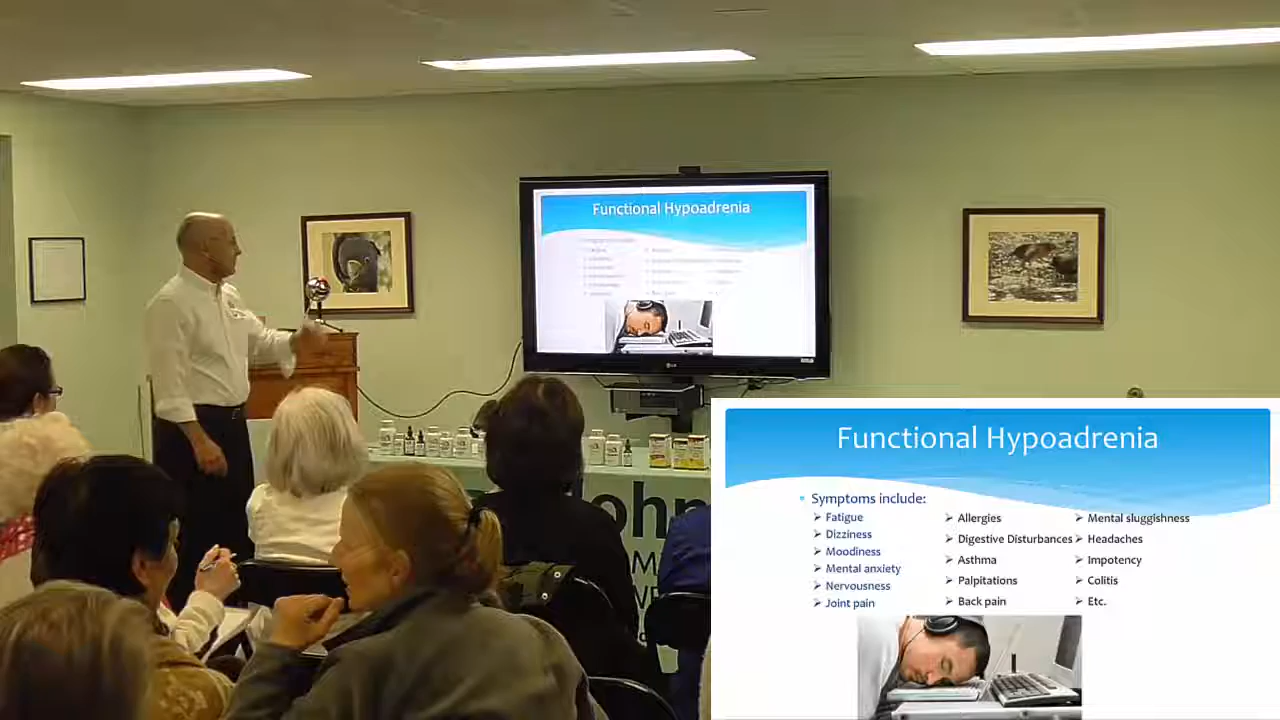 Functional Hypoadrenia
ohn
Functional Hypoadrenia
Symptoms include:
Fatigue
Dizziness
Moodiness
Mental anxiety
Nervousness
Joint pain
Allergies
Digestive Disturbances
Asthma
Palpitations
Back pain
Mental sluggishness
Headaches
Impotency
Colitis
Etc.